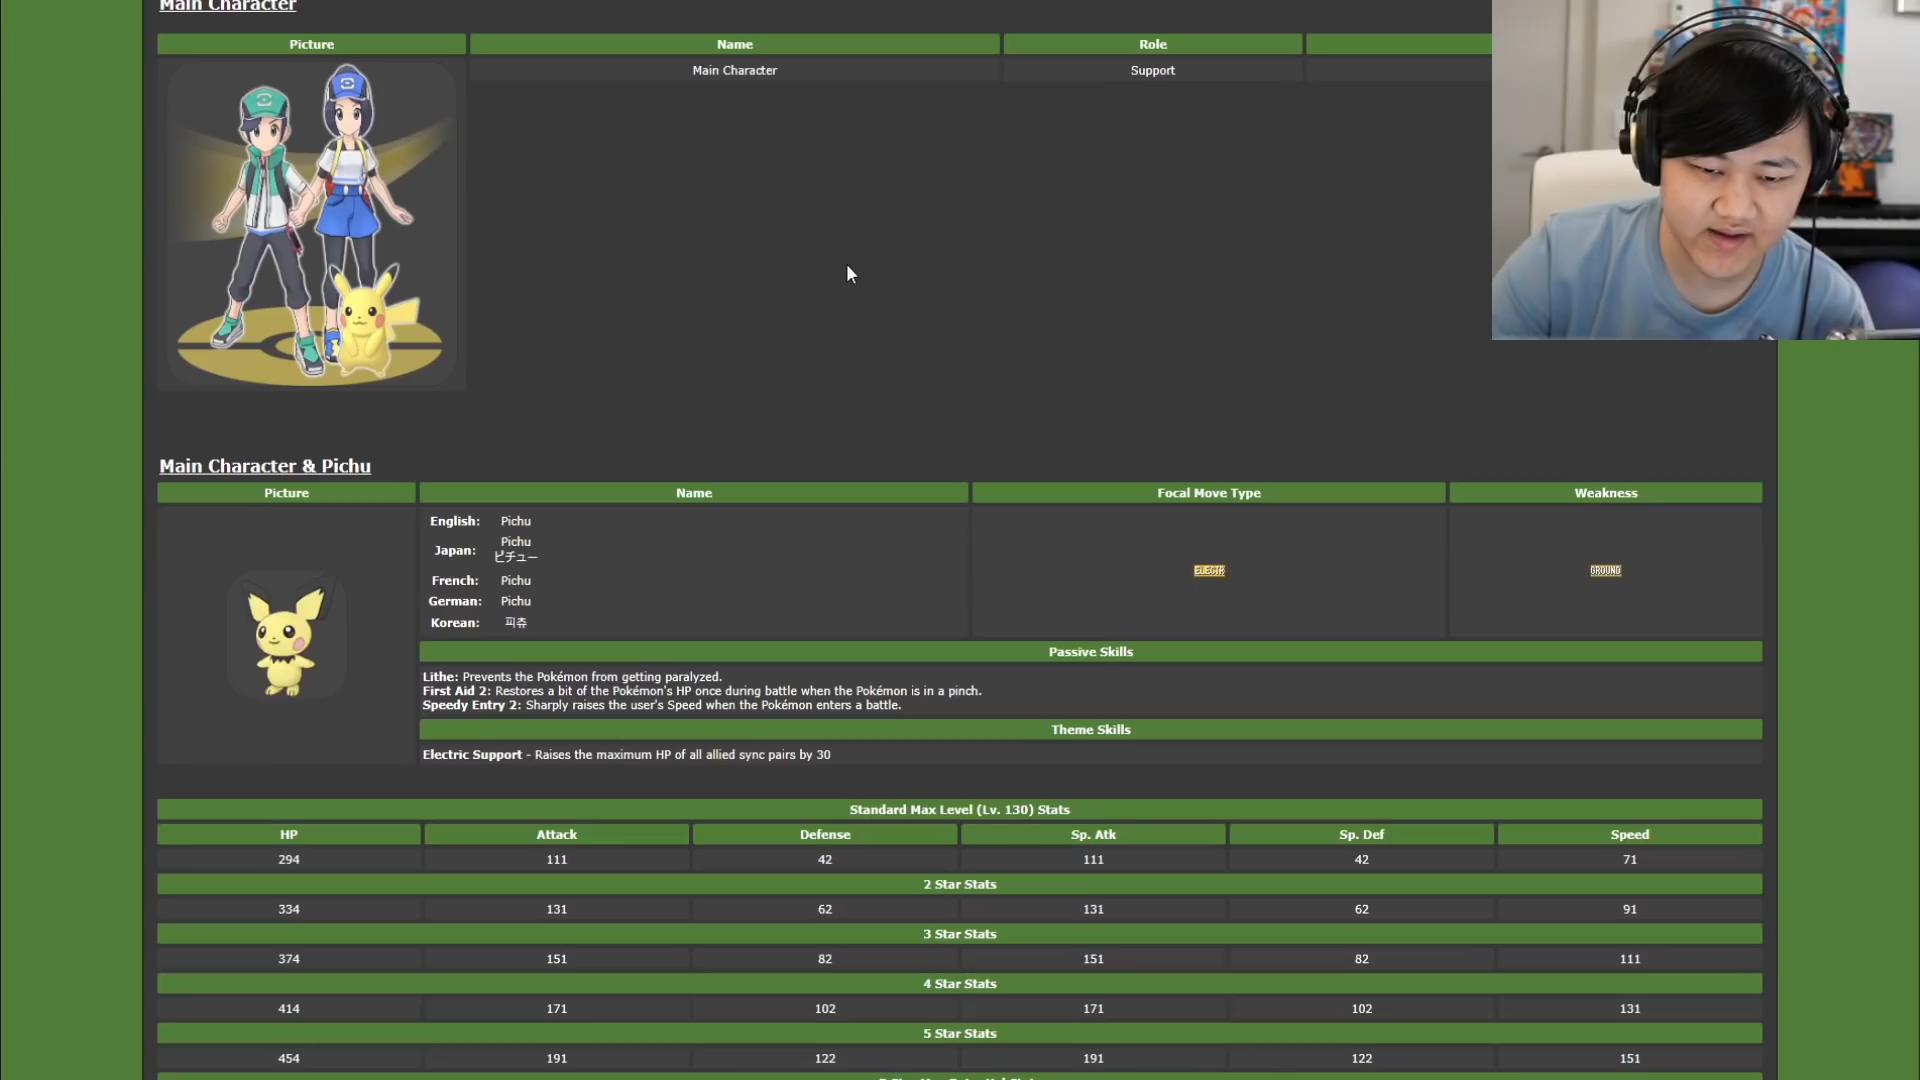 Main Character
Picture Name Role
Main Character Support
Main Character & Pichu
Picture Name Focal Move Type Weakness
English: Pichu
Japan: Pichu
ピチュー
French: Pichu
German: Pichu
Korean: 피츄
ELECTR
GROUND
Passive Skills
Lithe: Prevents the Pokémon from getting paralyzed.
First Aid 2: Restores a bit of the Pokémon's HP once during battle when the Pokémon is in a pinch.
Speedy Entry 2: Sharply raises the user's Speed when the Pokémon enters a battle.
Theme Skills
Electric Support - Raises the maximum HP of all allied sync pairs by 30
Standard Max Level (Lv. 130) Stats
HP Attack Defense Sp. Atk Sp. Def Speed
294 111 42 111 42 71
2 Star Stats
334 131 62 131 62 91
3 Star Stats
374 151 82 151 82 111
4 Star Stats
414 171 102 171 102 131
5 Star Stats
454 191 122 191 122 151